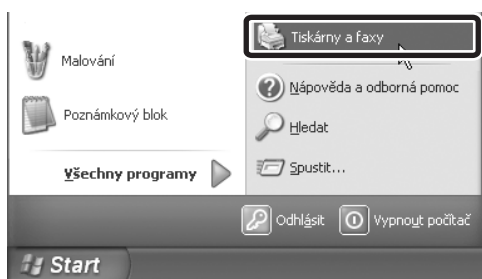 Malování
Poznámkový blok
Všechny programy
Tiskárny a faxy
Nápověda a odborná pomoc
Hledat
Spustit...
Odhlásit
Vypnout počítač
Start